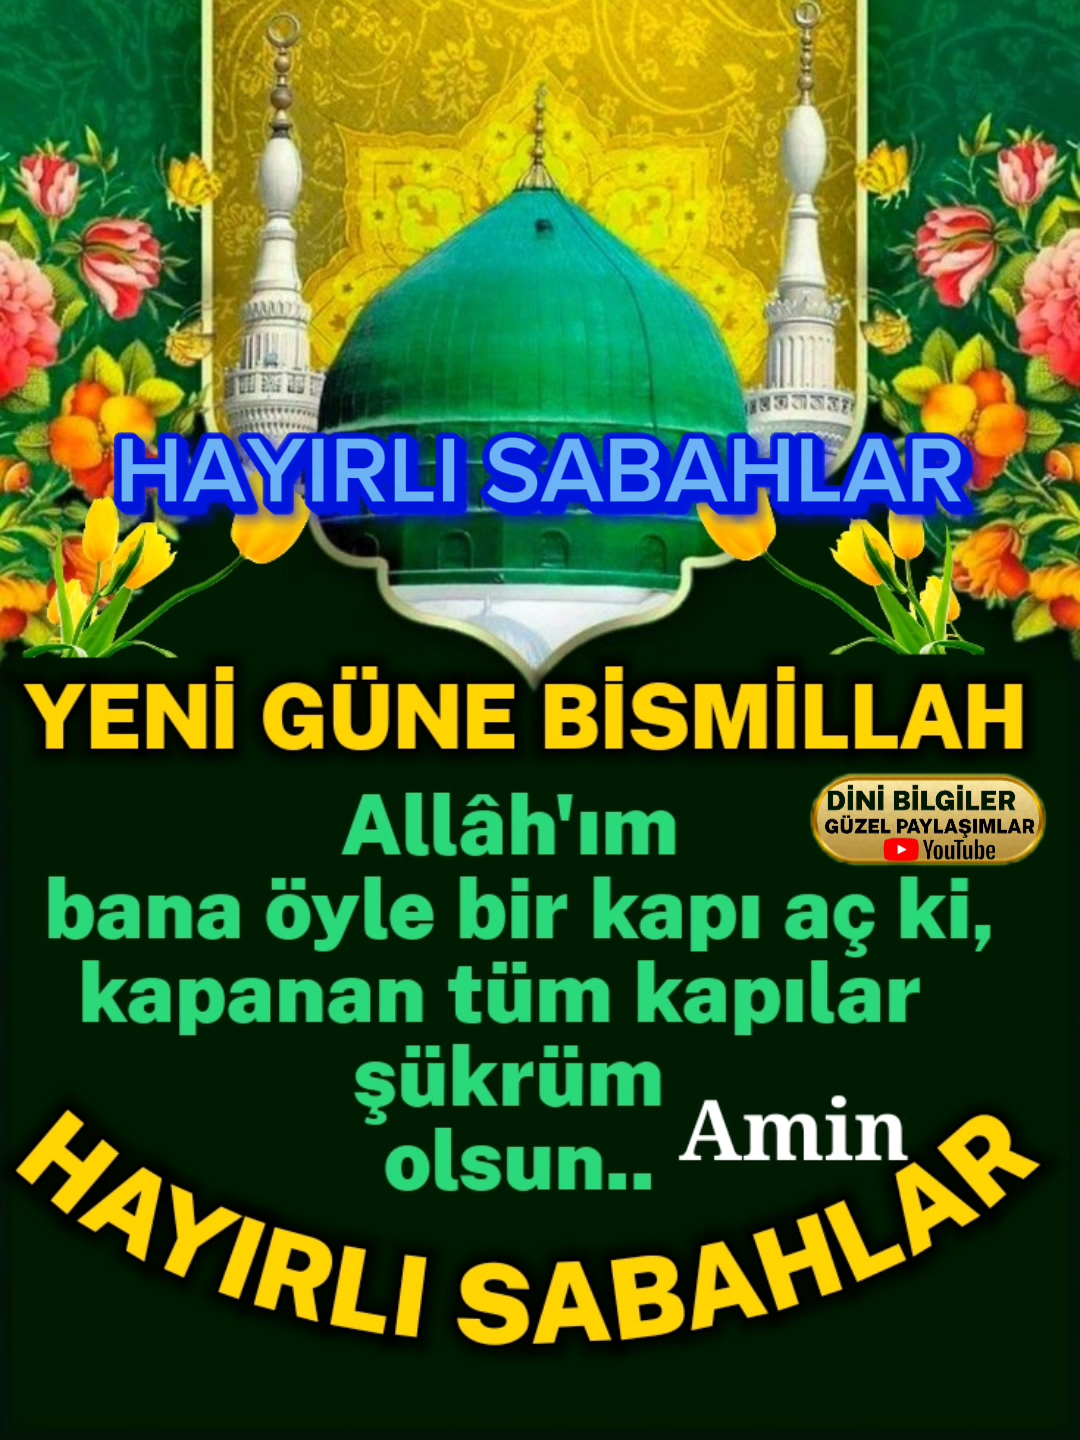 HAYIRLI SABAHLAR
YENİ GÜNE BİSMİLLAH
DİNİ BİLGİLER
GÜZEL PAYLAŞIMLAR
YouTube
Allâh'ım
bana öyle bir kapı aç ki,
kapanan tüm kapılar
şükrüm
olsun..
Amin
HAYIRLI SABAHLAR